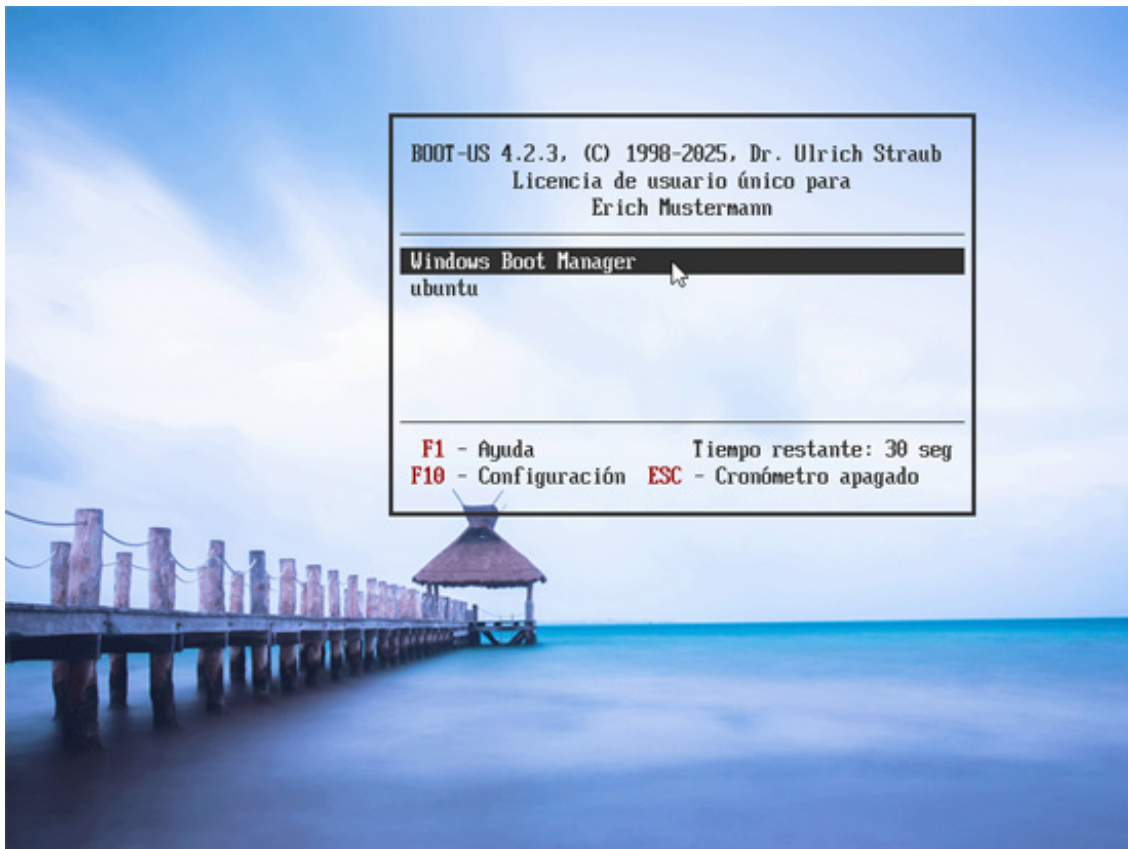 BOOT-US 4.2.3, (C) 1998-2025, Dr. Ulrich Straub
Licencia de usuario único para
Erich Mustermann
Windows Boot Manager
ubuntu
F1 - Ayuda Tiempo restante: 30 seg
F10 - Configuración ESC - Cronómetro apagado